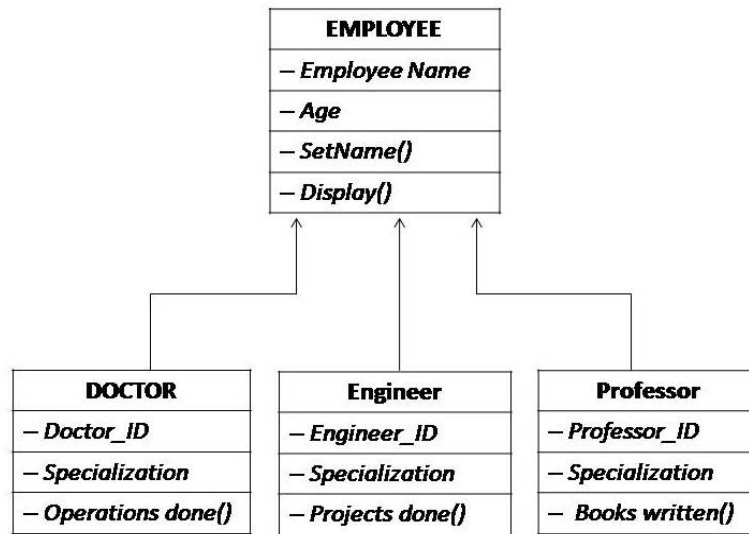 EMPLOYEE
– Employee Name
– Age
– SetName()
– Display()
DOCTOR
– Doctor_ID
– Specialization
– Operations done()
Engineer
– Engineer_ID
– Specialization
– Projects done()
Professor
– Professor_ID
– Specialization
– Books written()